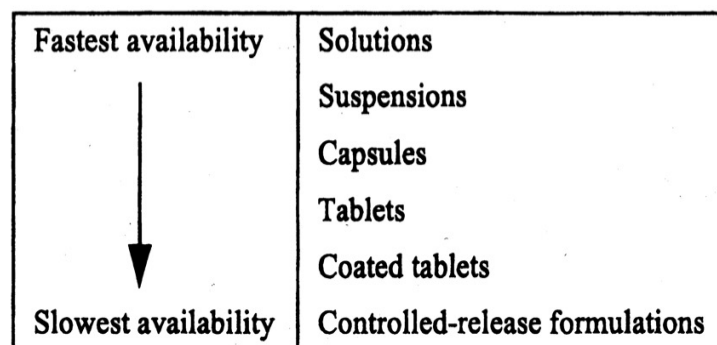 Fastest availability Solutions
Suspensions
Capsules
Tablets
Coated tablets
Slowest availability Controlled-release formulations